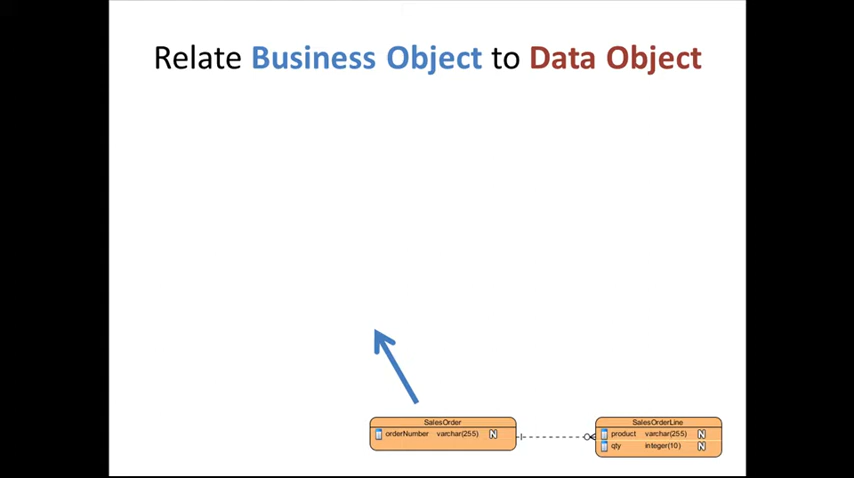 Relate Business Object to Data Object
SalesOrder
orderNumber varchar(255) N
SalesOrderLine
product varchar(255) N
qty integer(10) N